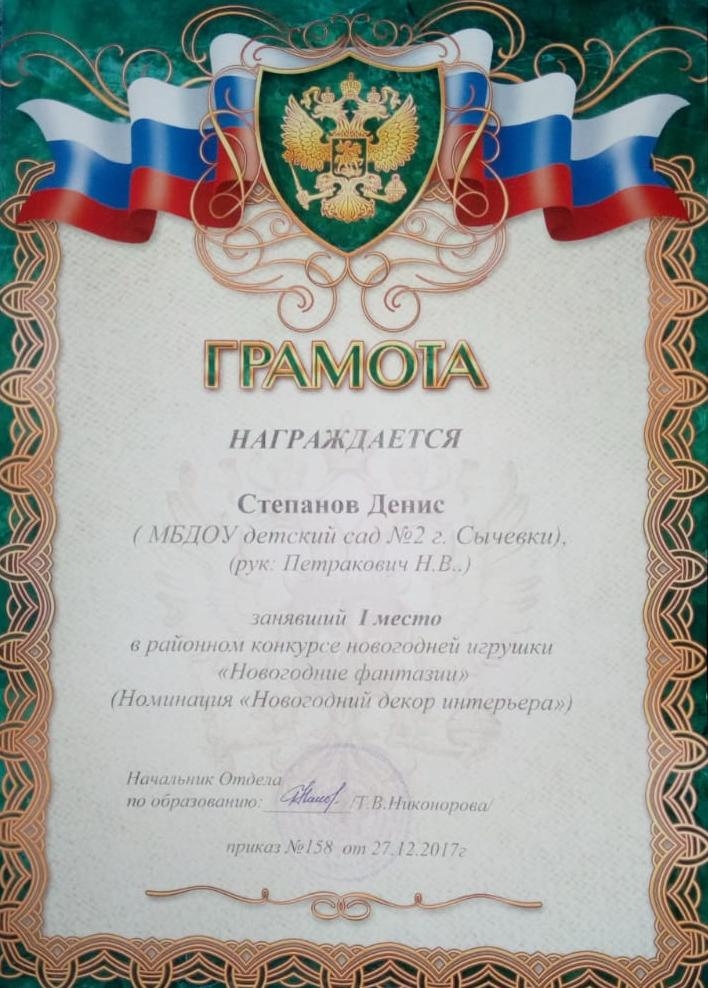 ГРАМОТА
НАГРАЖДАЕТСЯ
Степанов Денис
( МБДОУ детский сад №2 г. Сычевки),
(рук: Петракович Н.В..)
занявший I место
в районном конкурсе новогодней игрушки
«Новогодние фантазии»
(Номинация «Новогодний декор интерьера»)
Начальник Отдела
по образованию: /Т.В.Никонорова/
приказ №158 от 27.12.2017г